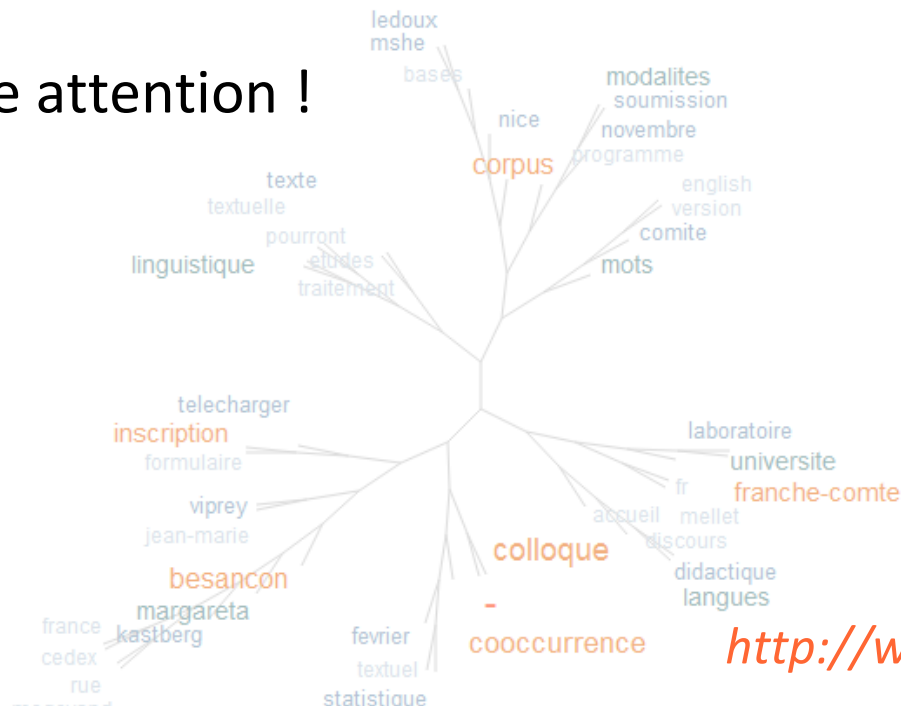 ledoux
mshe
bases
e attention !
modalites
soumission
nice
novembre
programme
corpus
texte
english
textuelle
version
pourront
comite
linguistique
etudes
mots
traitement
telecharger
inscription
laboratoire
formulaire
universite
fr
franche-comte
viprey
accueil
mellet
jean-marie
discours
colloque
besancon
didactique
margareta
-
langues
france
kastberg
fevrier
cooccurrence
http://w
cedex
textuel
rue
statistique